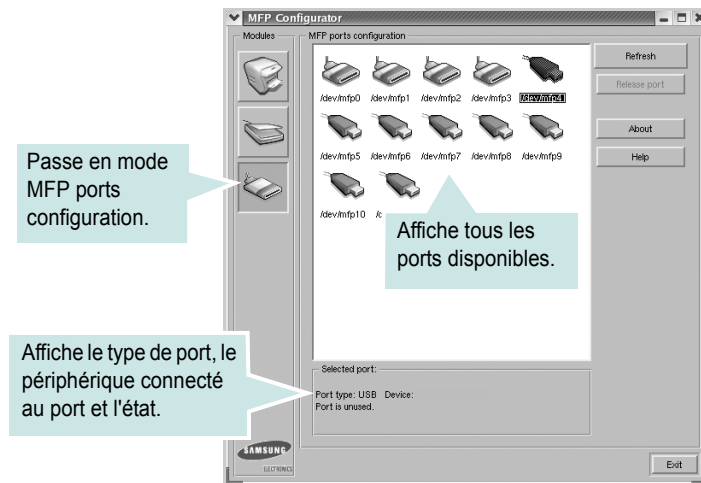 MFP Configurator
Modules
MFP ports configuration
Refresh
Release port
About
Help
/dev/mfp0 /dev/mfp1 /dev/mfp2 /dev/mfp3 /dev/mfp4
/dev/mfp5 /dev/mfp6 /dev/mfp7 /dev/mfp8 /dev/mfp9
/dev/mfp10
Passe en mode
MFP ports
configuration.
Affiche tous les
ports disponibles.
Affiche le type de port, le
périphérique connecté
au port et l'état.
Selected port:
Port type: USB Device:
Port is unused.
SAMSUNG
ELECTRONICS
Exit